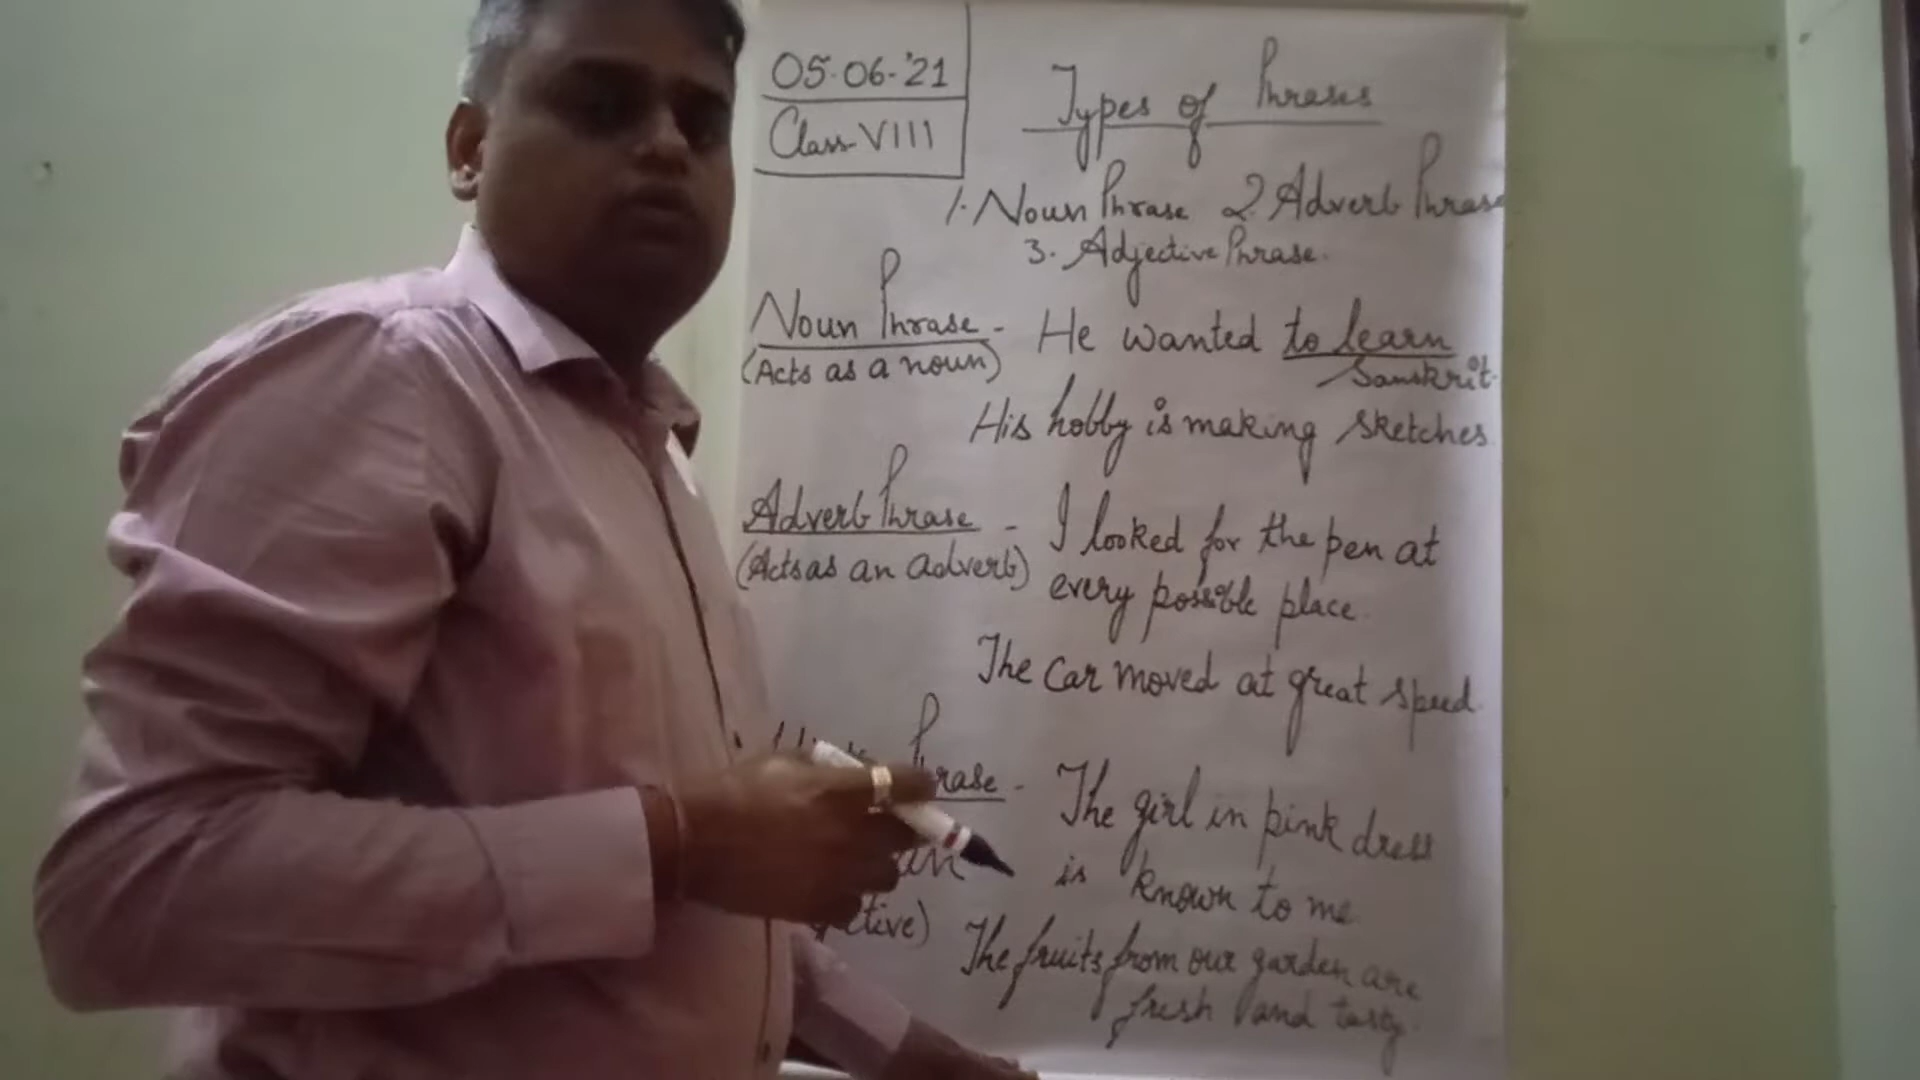 05.06.'21
Class-VIII
Types of Phrases
1. Noun Phrase 2. Adverb Phrase
3. Adjective Phrase.
Noun Phrase - He wanted to learn
(Acts as a noun) Sanskrit.
His hobby is making sketches.
Adverb Phrase - I looked for the pen at
(Acts as an adverb) every possible place.
The car moved at great speed.
Phrase - The girl in pink dress
an is known to me.
The fruits from our garden are
fresh and tasty.